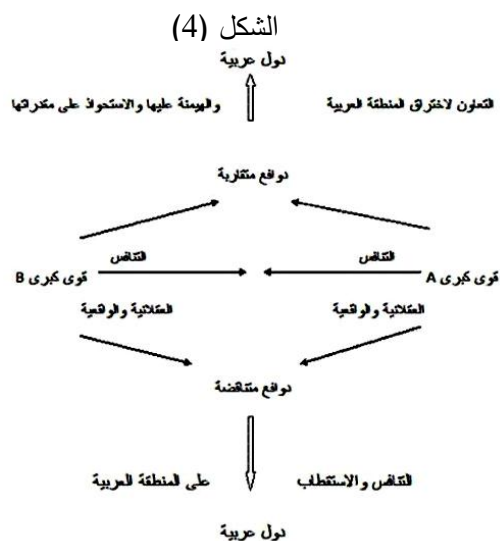 الشكل (4)
دول عربية
التعاون لاختراق المنطقة العربية والهيمنة عليها والاستحواذ على مقدراتها
دوافع متقاربة
التنافس التنافس
قوى كبرى A قوى كبرى B
العقلانية والواقعية العقلانية والواقعية
دوافع متناقضة
التنافس والاستقطاب على المنطقة العربية
دول عربية